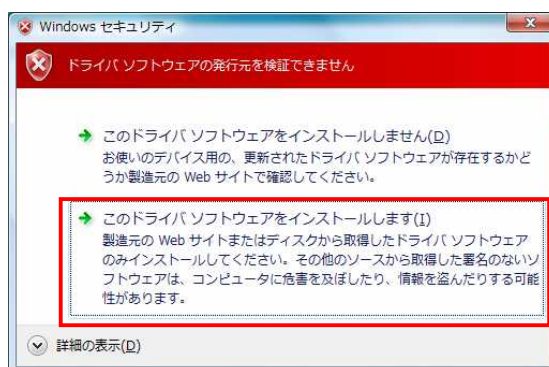 Windows セキュリティ
ドライバ ソフトウェアの発行元を検証できません
このドライバ ソフトウェアをインストールしません(D)
お使いのデバイス用の、更新されたドライバ ソフトウェアが存在するかど
うか製造元の Web サイトで確認してください。
このドライバ ソフトウェアをインストールします(I)
製造元の Web サイトまたはディスクから取得したドライバ ソフトウェア
のみインストールしてください。その他のソースから取得した署名のないソ
フトウェアは、コンピュータに危害を及ぼしたり、情報を盗んだりする可能
性があります。
詳細の表示(D)